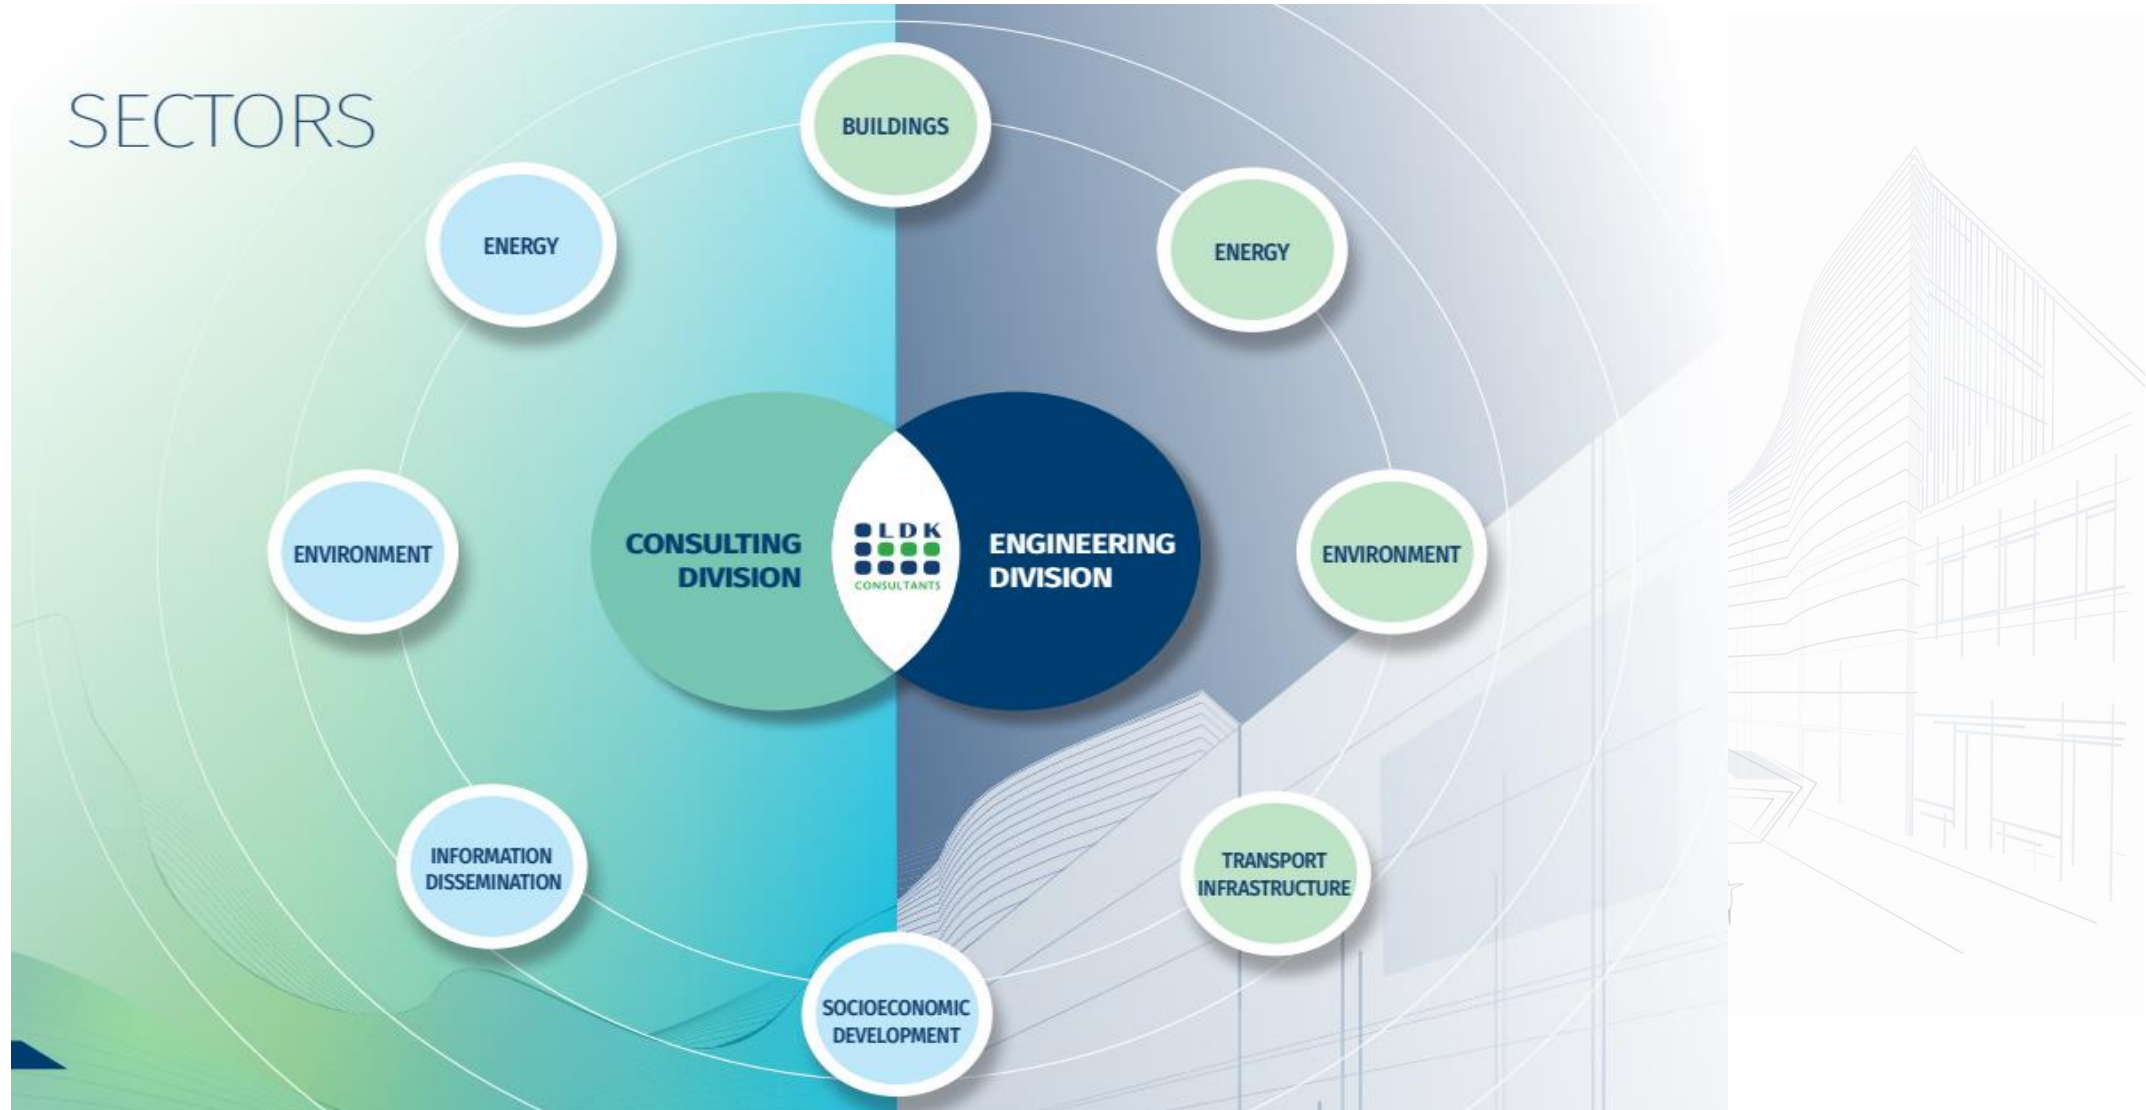 SECTORS
BUILDINGS
ENERGY
ENERGY
CONSULTING
DIVISION
LDK
CONSULTANTS
ENGINEERING
DIVISION
ENVIRONMENT
ENVIRONMENT
INFORMATION
DISSEMINATION
TRANSPORT
INFRASTRUCTURE
SOCIOECONOMIC
DEVELOPMENT